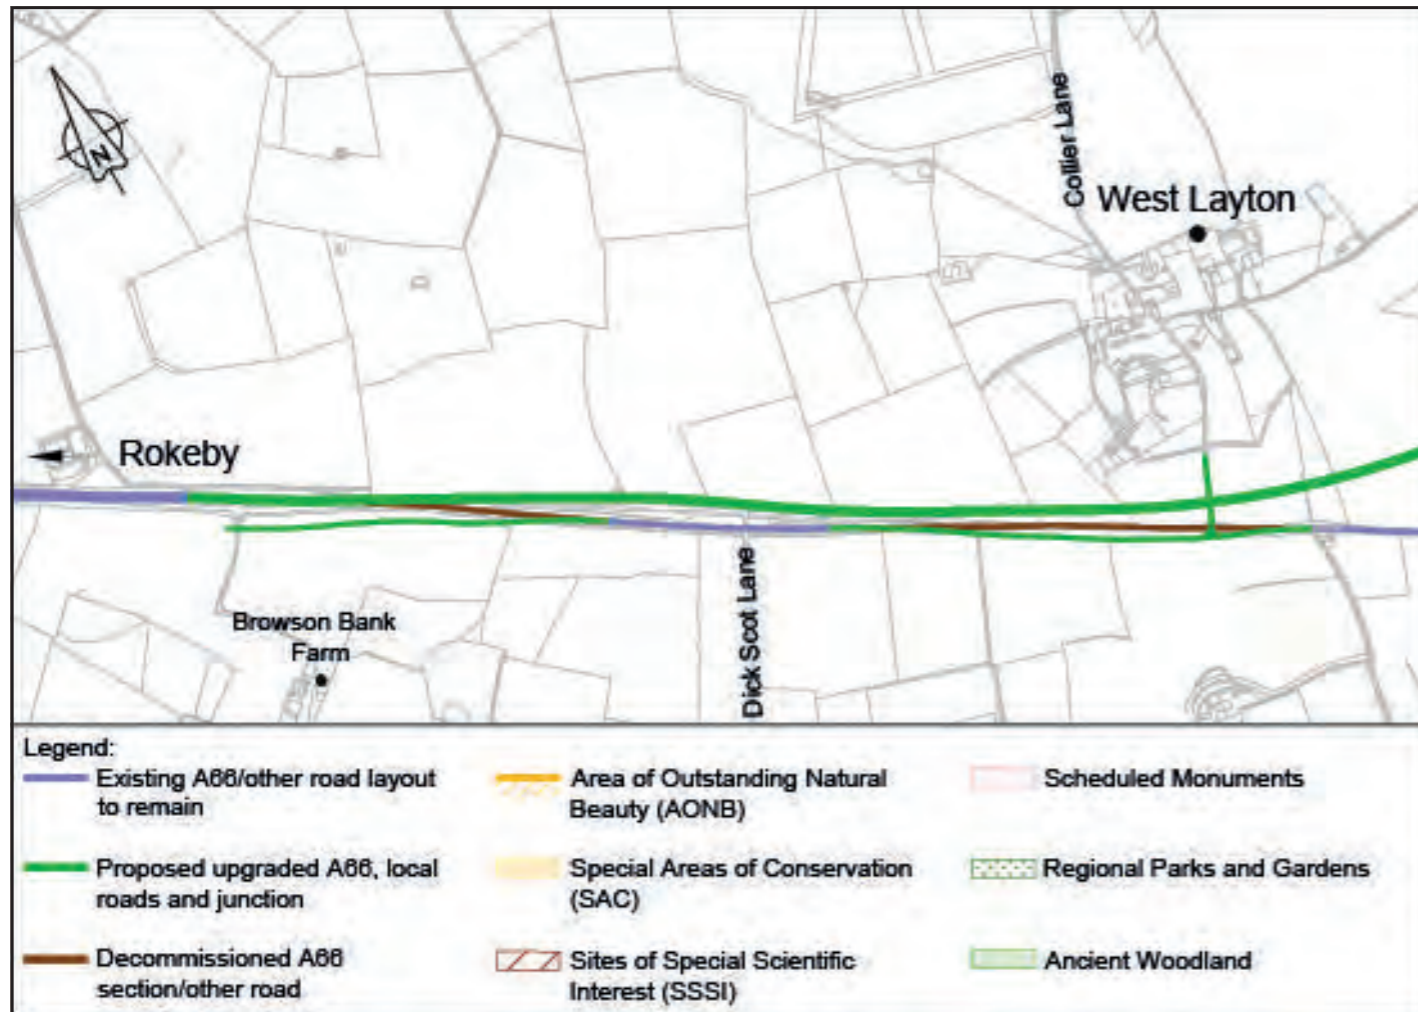 Collier Lane
West Layton
Rokeby
N
Browson Bank
Farm
Dick Scot Lane
Legend:
Existing A66/other road layout
to remain
Proposed upgraded A66, local
roads and junction
Decommissioned A66
section/other road
Area of Outstanding Natural
Beauty (AONB)
Special Areas of Conservation
(SAC)
Sites of Special Scientific
Interest (SSSI)
Scheduled Monuments
Regional Parks and Gardens
Ancient Woodland